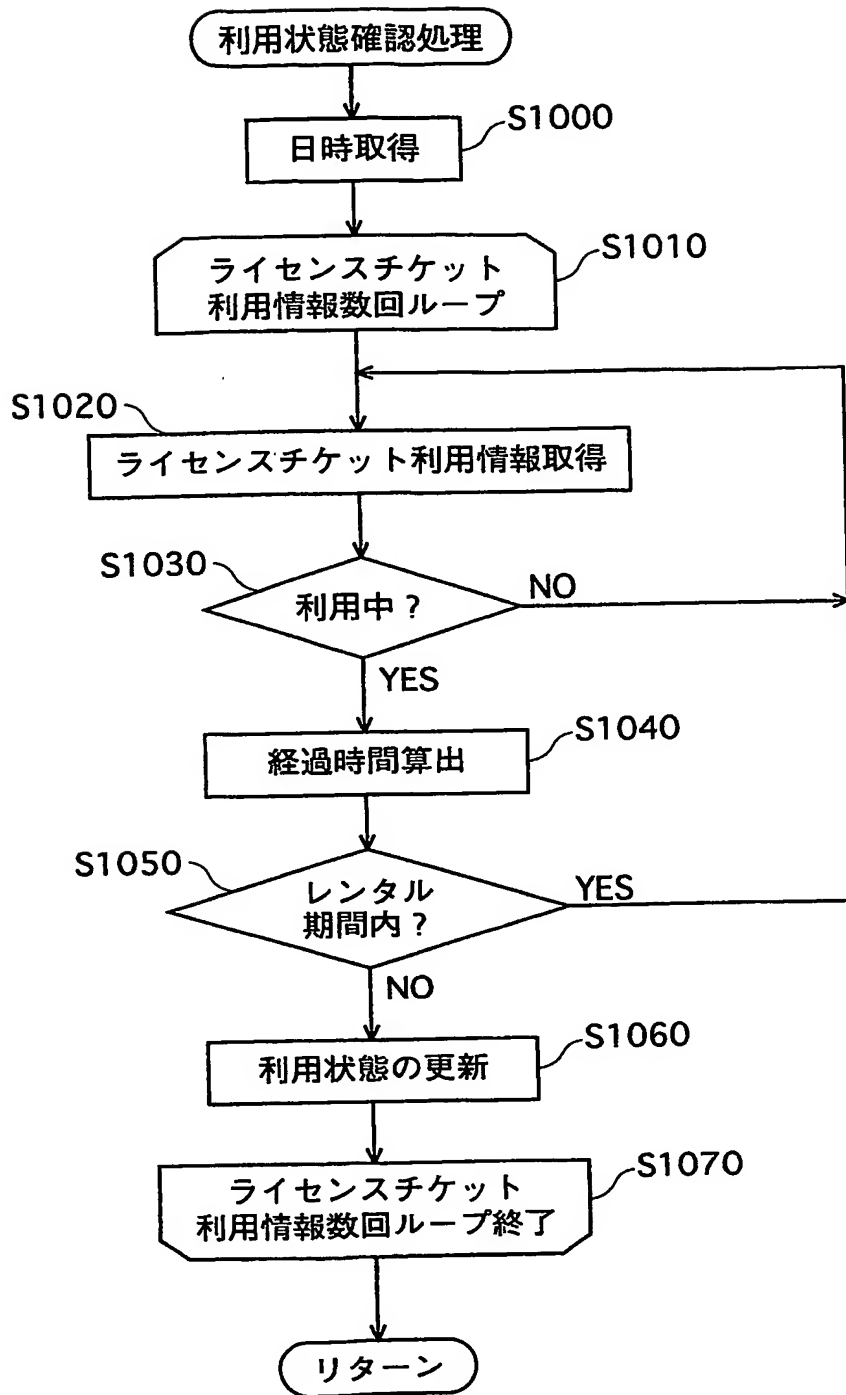 利用状態確認処理
S1000
日時取得
S1010
ライセンスチケット
利用情報数回ループ
S1020
ライセンスチケット利用情報取得
S1030
利用中?
NO
YES
S1040
経過時間算出
S1050
レンタル
期間内?
YES
NO
S1060
利用状態の更新
S1070
ライセンスチケット
利用情報数回ループ終了
リターン